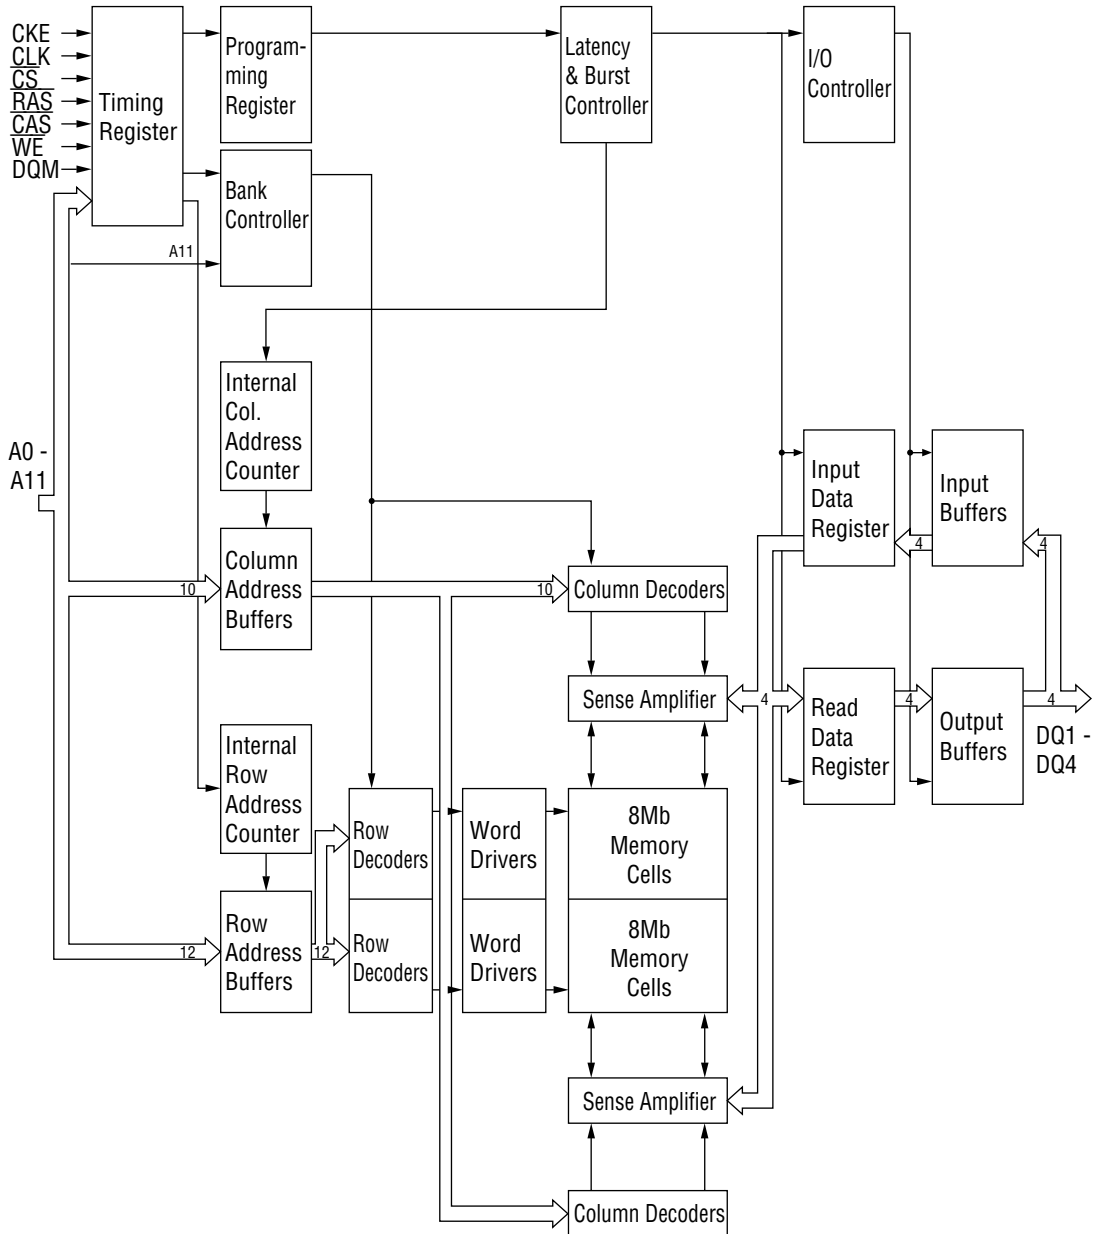 CKE
CLK
CS
RAS
CAS
WE
DQM
Timing
Register
Program-
ming
Register
Latency
& Burst
Controller
I/O
Controller
Bank
Controller
A11
Internal
Col.
Address
Counter
A0 -
A11
Input
Data
Register
Input
Buffers
4
4
Column
Address
Buffers
10
10
Column Decoders
Sense Amplifier
4
Read
Data
Register
4
Output
Buffers
4
DQ1 -
DQ4
Internal
Row
Address
Counter
Row
Decoders
Word
Drivers
8Mb
Memory
Cells
Row
Address
Buffers
12
12
Row
Decoders
Word
Drivers
8Mb
Memory
Cells
Sense Amplifier
Column Decoders